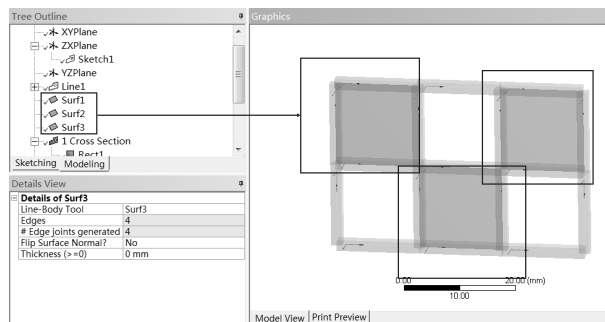 Tree Outline
XYPlane
ZXPlane
Sketch1
YZPlane
Line1
Surf1
Surf2
Surf3
1 Cross Section
Rect1
Sketching Modeling
Details View
Details of Surf3
Line-Body Tool Surf3
Edges 4
# Edge joints generated 4
Flip Surface Normal? No
Thickness (>=0) 0 mm
Graphics
0.00 20.00 (mm)
10.00
Model View Print Preview